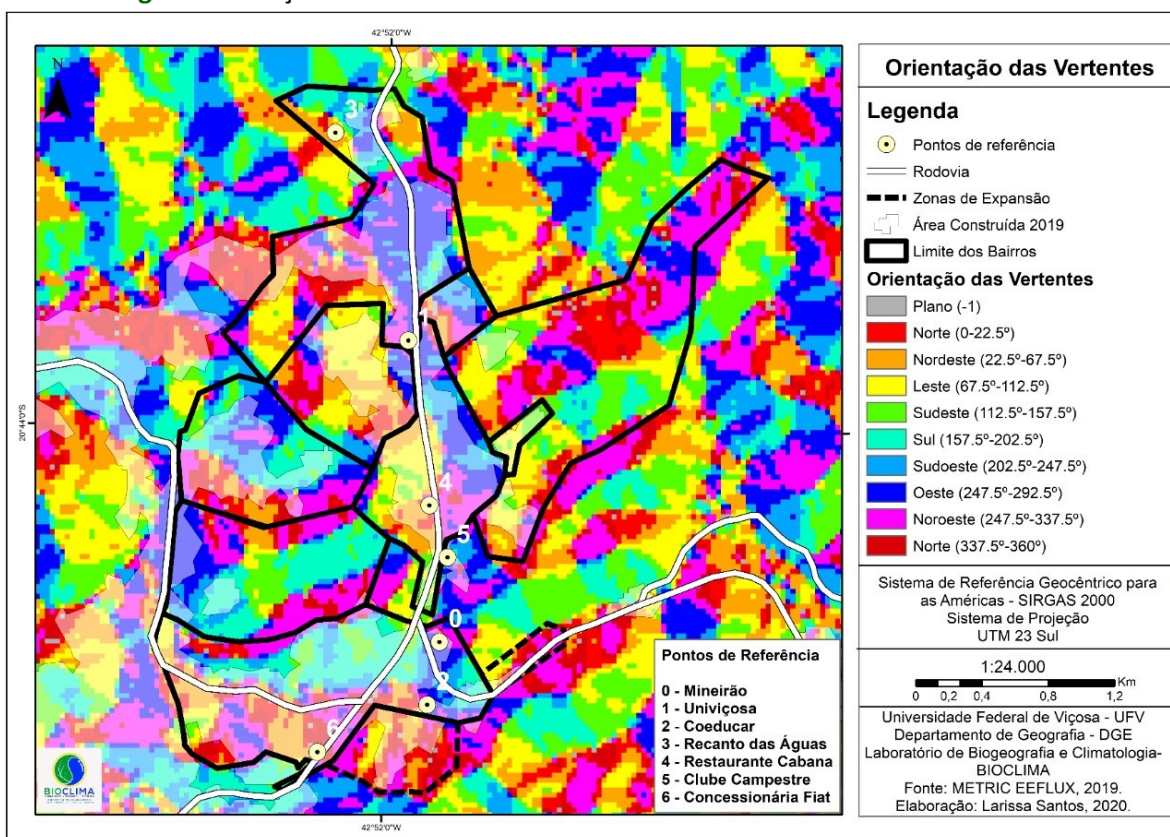 42°52'0"W
N
20°44'0"S
3
1
4
5
0
2
6
Pontos de Referência
0 - Mineirão
1 - Univiçosa
2 - Coeducar
3 - Recanto das Águas
4 - Restaurante Cabana
5 - Clube Campestre
6 - Concessionária Fiat
BIOCLIMA
42°52'0"W
Orientação das Vertentes
Legenda
Pontos de referência
Rodovia
Zonas de Expansão
Área Construída 2019
Limite dos Bairros
Orientação das Vertentes
Plano (-1)
Norte (0-22.5º)
Nordeste (22.5º-67.5º)
Leste (67.5º-112.5º)
Sudeste (112.5º-157.5º)
Sul (157.5º-202.5º)
Sudoeste (202.5º-247.5º)
Oeste (247.5º-292.5º)
Noroeste (247.5º-337.5º)
Norte (337.5º-360º)
Sistema de Referência Geocêntrico para
as Américas - SIRGAS 2000
Sistema de Projeção
UTM 23 Sul
1:24.000
Km
0 0,2 0,4 0,8 1,2
Universidade Federal de Viçosa - UFV
Departamento de Geografia - DGE
Laboratório de Biogeografia e Climatologia-
BIOCLIMA
Fonte: METRIC EEFLUX, 2019.
Elaboração: Larissa Santos, 2020.